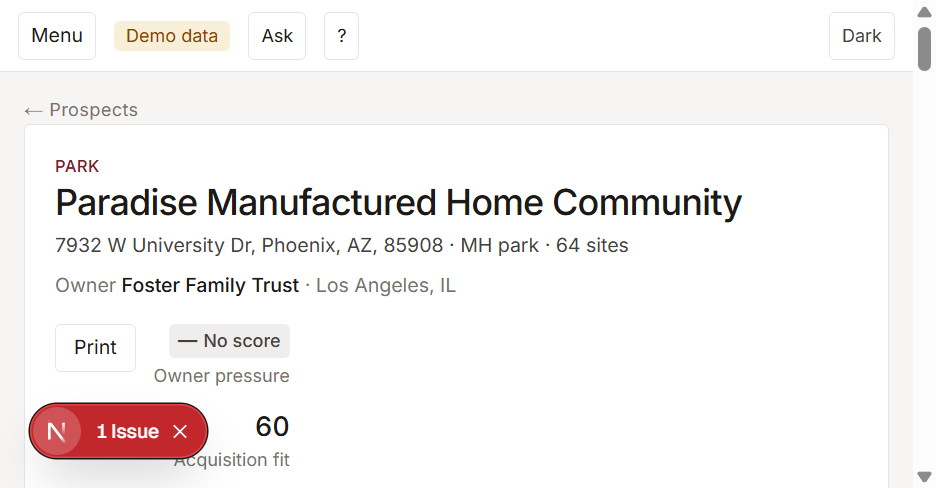 Menu Demo data Ask ? Dark
← Prospects
PARK
Paradise Manufactured Home Community
7932 W University Dr, Phoenix, AZ, 85908 · MH park · 64 sites
Owner Foster Family Trust · Los Angeles, IL
Print — No score
Owner pressure
N 1 Issue × 60
Acquisition fit